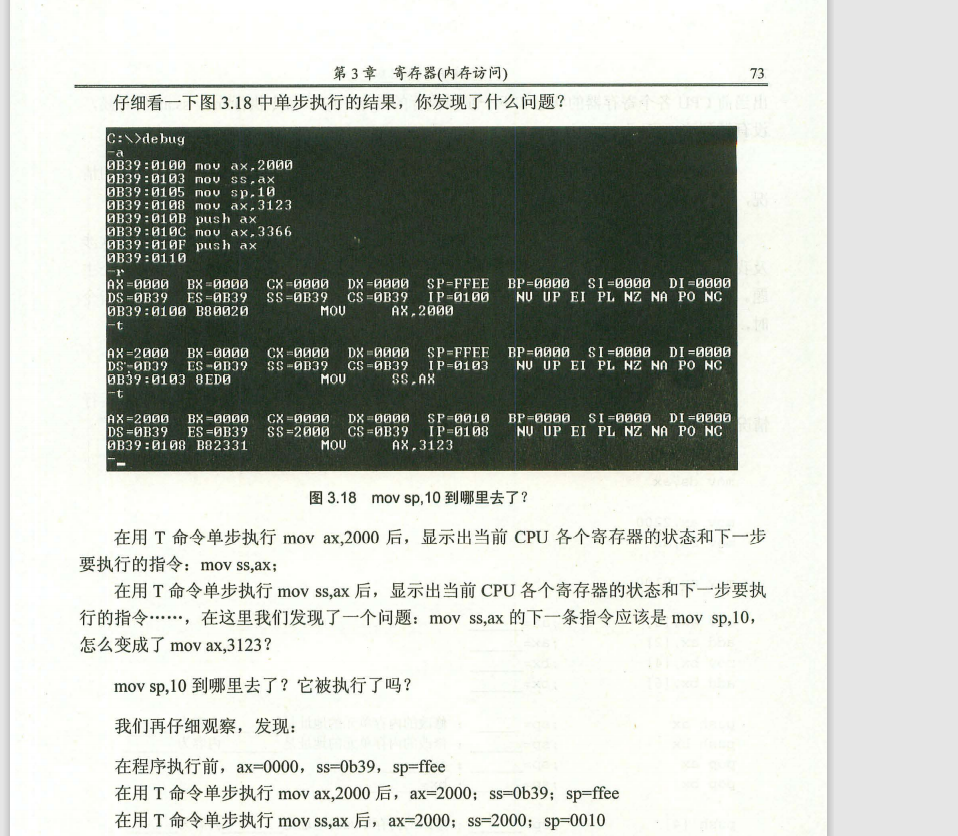 第 3 章 寄存器(内存访问)
73
仔细看一下图 3.18 中单步执行的结果，你发现了什么问题？
C:\>debug
-a
0B39:0100 mov ax,2000
0B39:0103 mov ss,ax
0B39:0105 mov sp,10
0B39:0108 mov ax,3123
0B39:010B push ax
0B39:010C mov ax,3366
0B39:010F push ax
0B39:0110
-r
AX=0000 BX=0000 CX=0000 DX=0000 SP=FFEE BP=0000 SI=0000 DI=0000
DS=0B39 ES=0B39 SS=0B39 CS=0B39 IP=0100 NV UP EI PL NZ NA PO NC
0B39:0100 B80020 MOV AX,2000
-t
AX=2000 BX=0000 CX=0000 DX=0000 SP=FFEE BP=0000 SI=0000 DI=0000
DS=0B39 ES=0B39 SS=0B39 CS=0B39 IP=0103 NV UP EI PL NZ NA PO NC
0B39:0103 8ED0 MOV SS,AX
-t
AX=2000 BX=0000 CX=0000 DX=0000 SP=0010 BP=0000 SI=0000 DI=0000
DS=0B39 ES=0B39 SS=2000 CS=0B39 IP=0108 NV UP EI PL NZ NA PO NC
0B39:0108 B82331 MOV AX,3123
-
图 3.18 mov sp,10 到哪里去了？
在用 T 命令单步执行 mov ax,2000 后，显示出当前 CPU 各个寄存器的状态和下一步
要执行的指令：mov ss,ax；
在用 T 命令单步执行 mov ss,ax 后，显示出当前 CPU 各个寄存器的状态和下一步要执
行的指令……，在这里我们发现了一个问题：mov ss,ax 的下一条指令应该是 mov sp,10，
怎么变成了 mov ax,3123？
mov sp,10 到哪里去了？它被执行了吗？
我们再仔细观察，发现：
在程序执行前，ax=0000，ss=0b39，sp=ffee
在用 T 命令单步执行 mov ax,2000 后，ax=2000；ss=0b39；sp=ffee
在用 T 命令单步执行 mov ss,ax 后，ax=2000；ss=2000；sp=0010